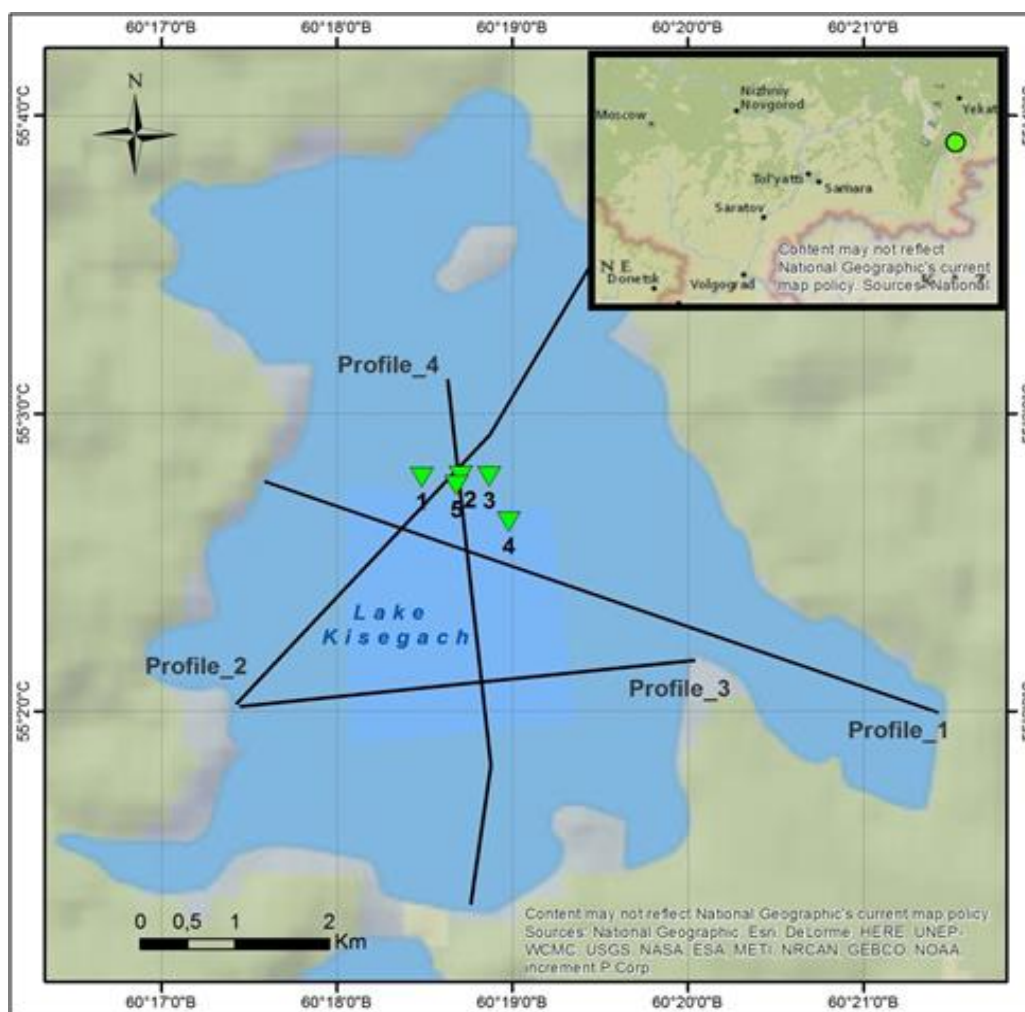 60°17'0"B 60°18'0"B 60°19'0"B 60°20'0"B 60°21'0"B
N
55°4'0"C
55°3'0"C
55°2'0"C
Nizhniy
Novgorod
Moscow
Yekat
Tol'yatti
Samara
Saratov
N E
Donetsk
Volgograd
Content may not reflect
National Geographic's current
map policy. Sources: National
Profile_4
1
2
3
5
4
Lake
Kisegach
Profile_2
Profile_3
Profile_1
0 0,5 1 2
Km
Content may not reflect National Geographic's current map policy.
Sources: National Geographic, Esri, DeLorme, HERE, UNEP-
WCMC, USGS, NASA, ESA, METI, NRCAN, GEBCO, NOAA,
increment P Corp.
60°17'0"B 60°18'0"B 60°19'0"B 60°20'0"B 60°21'0"B